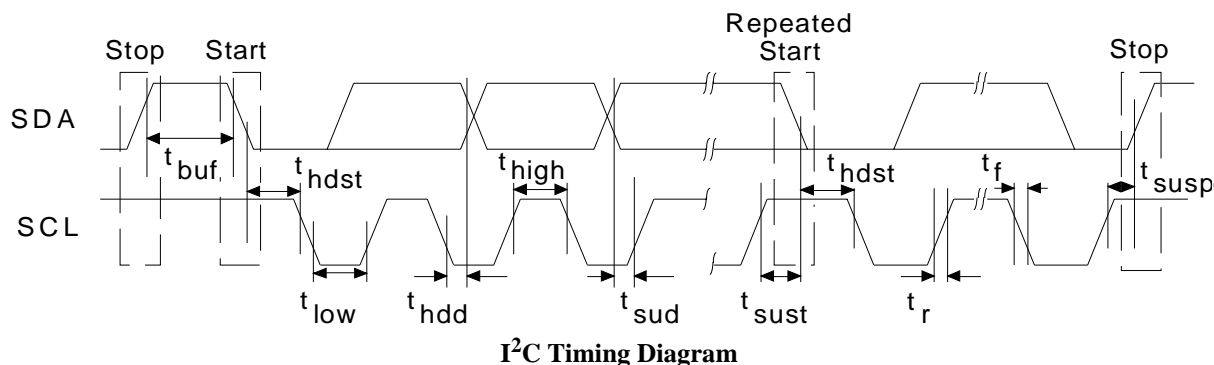 Repeated
Stop Start Start Stop
SDA
t buf t hdst t high t hdst t f t susp
SCL
t low t hdd t sud t sust t r
I²C Timing Diagram